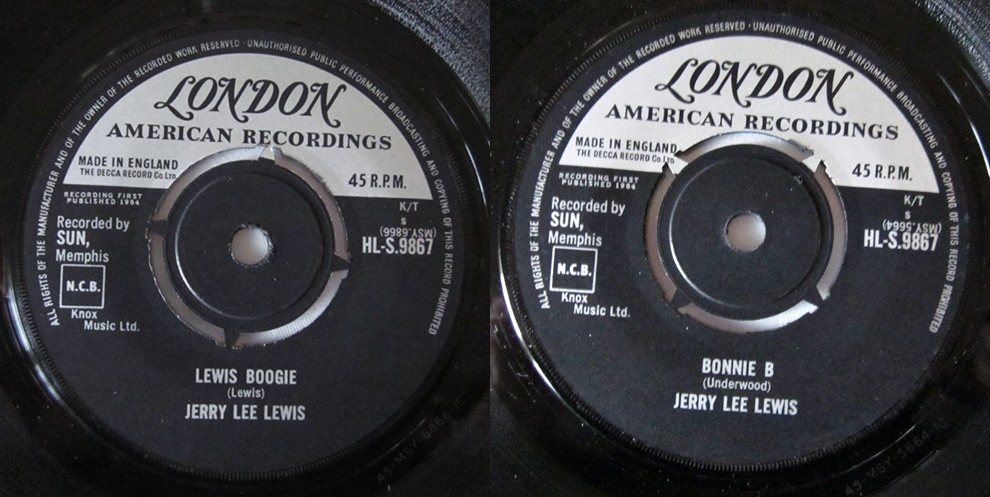 ALL RIGHTS OF THE MANUFACTURER AND OF THE OWNER OF THE RECORDED WORK RESERVED · UNAUTHORISED PUBLIC PERFORMANCE BROADCASTING AND COPYING OF THIS RECORD PROHIBITED
LONDON
AMERICAN RECORDINGS
MADE IN ENGLAND
THE DECCA RECORD Co. LTD.
45 R.P.M.
RECORDING FIRST
PUBLISHED 1964
K/T
S
Recorded by
SUN,
Memphis
(MSY.6866)
HL-S.9867
N.C.B.
Knox
Music Ltd.
LEWIS BOOGIE
(Lewis)
JERRY LEE LEWIS
ALL RIGHTS OF THE MANUFACTURER AND OF THE OWNER OF THE RECORDED WORK RESERVED · UNAUTHORISED PUBLIC PERFORMANCE BROADCASTING AND COPYING OF THIS RECORD PROHIBITED
LONDON
AMERICAN RECORDINGS
MADE IN ENGLAND
THE DECCA RECORD Co. Ltd.
45 R.P.M.
RECORDING FIRST
PUBLISHED 1964
K/T
S
Recorded by
SUN,
Memphis
(MSY.5664)
HL-S.9867
N.C.B.
Knox
Music Ltd.
BONNIE B
(Underwood)
JERRY LEE LEWIS